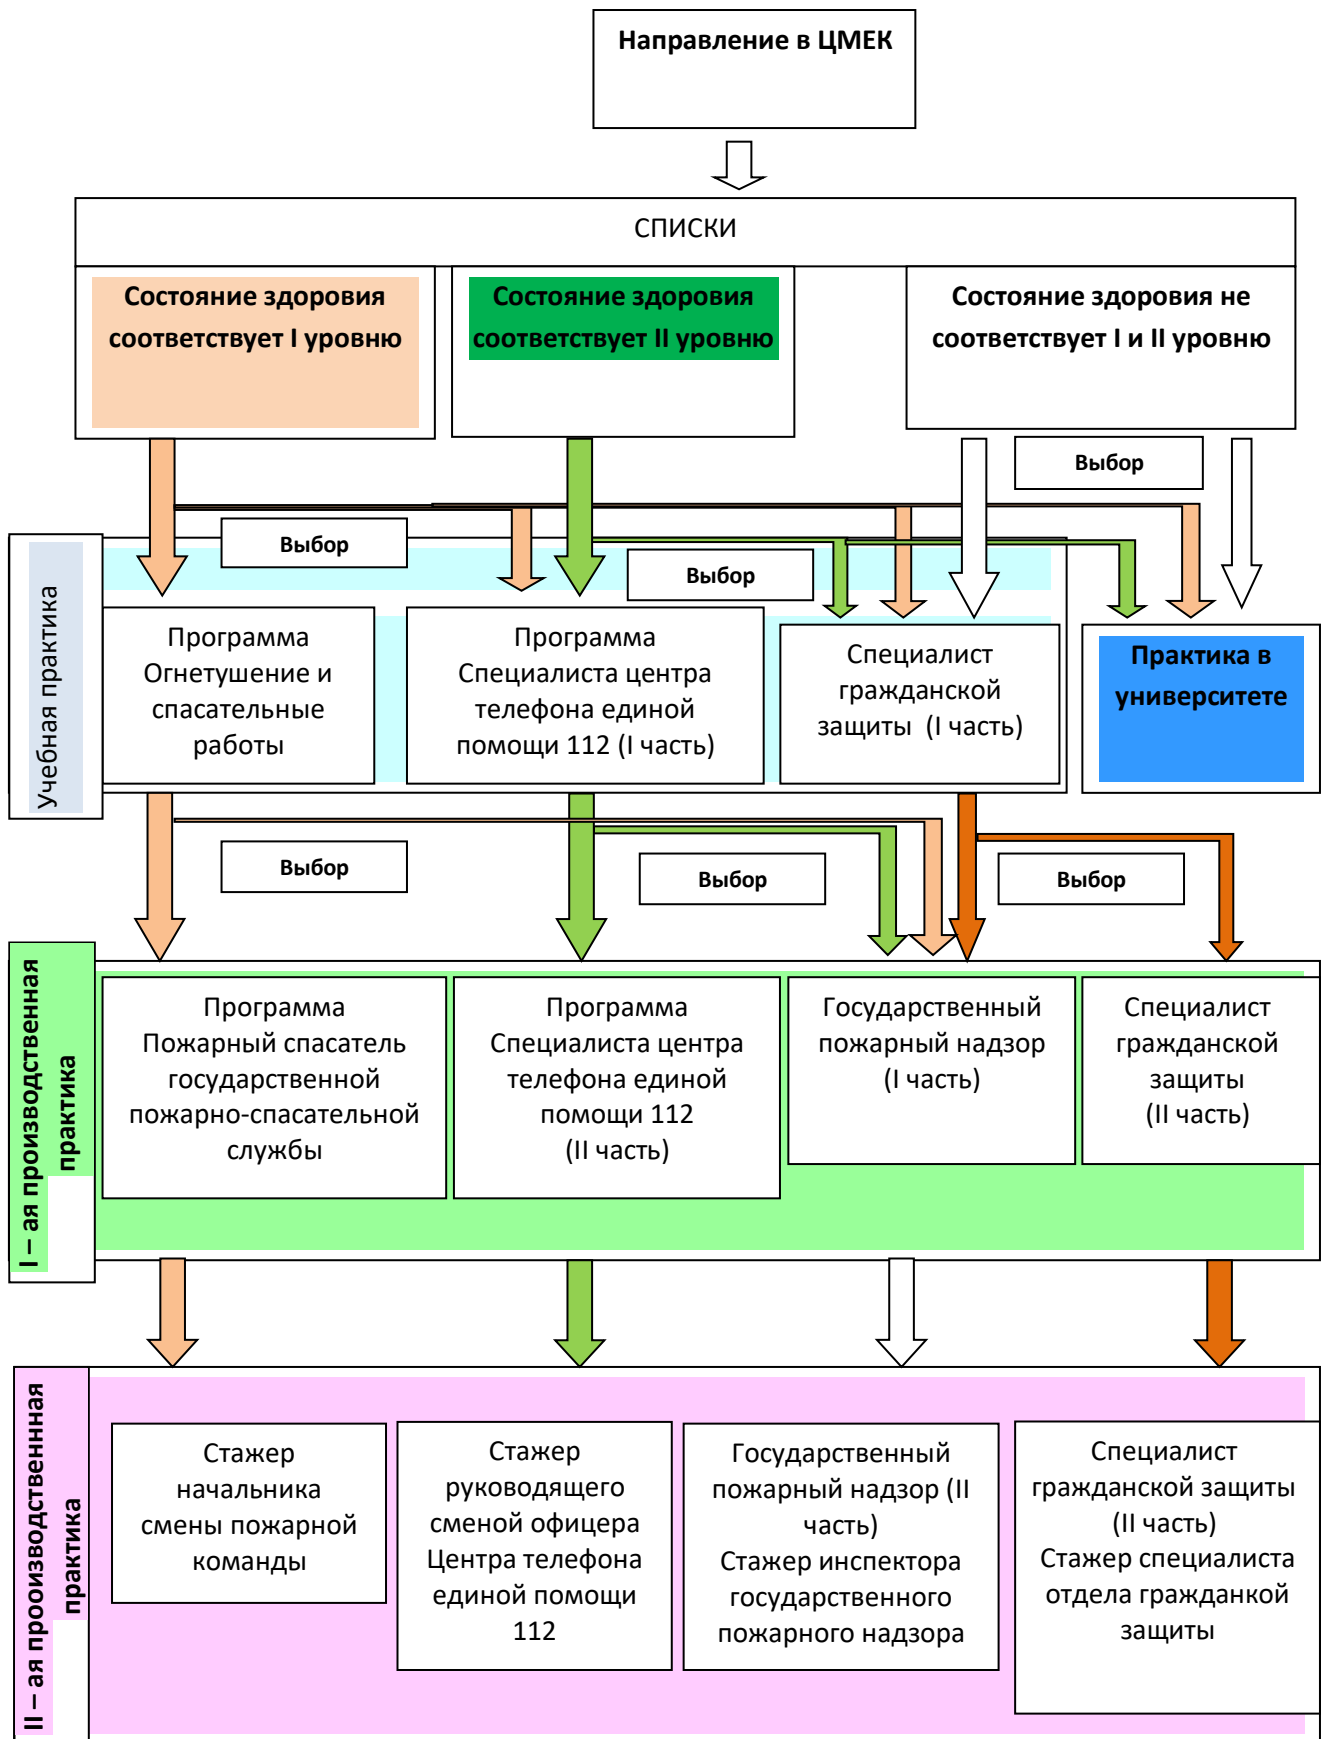 Направление в ЦМЕК
СПИСКИ
Состояние здоровия
соответствует I уровню
Состояние здоровия
соответствует II уровню
Состояние здоровия не
соответствует I и II уровню
Выбор
Выбор
Выбор
Учебная практика
Программа
Огнетушение и
спасательные
работы
Программа
Специалиста центра
телефона единой
помощи 112 (I часть)
Специалист
гражданской
защиты (I часть)
Практика в
университете
Выбор
Выбор
Выбор
I – ая производственная
практика
Программа
Пожарный спасатель
государственной
пожарно-спасательной
службы
Программа
Специалиста центра
телефона единой
помощи 112
(II часть)
Государственный
пожарный надзор
(I часть)
Специалист
гражданской
защиты
(II часть)
II – ая прооизводственнная
практика
Стажер
начальника
смены пожарной
команды
Стажер
руководящего
сменой офицера
Центра телефона
единой помощи
112
Государственный
пожарный надзор (II
часть)
Стажер инспектора
государственного
пожарного надзора
Специалист
гражданской защиты
(II часть)
Стажер специалиста
отдела гражданкой
защиты